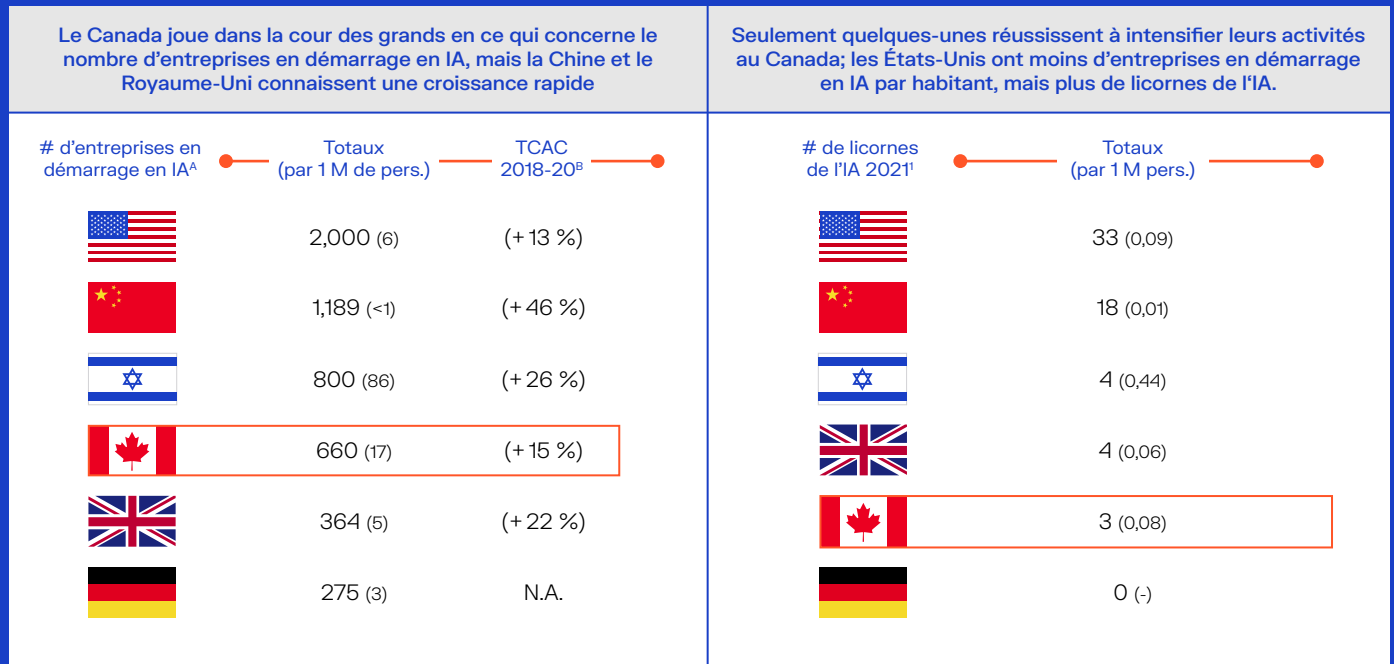 Le Canada joue dans la cour des grands en ce qui concerne le
nombre d’entreprises en démarrage en IA, mais la Chine et le
Royaume-Uni connaissent une croissance rapide
# d’entreprises en
démarrage en IAᴬ
Totaux
(par 1 M de pers.)
TCAC
2018-20ᴮ
2,000 (6)
(+ 13 %)
1,189 (<1)
(+ 46 %)
800 (86)
(+ 26 %)
660 (17)
(+ 15 %)
364 (5)
(+ 22 %)
275 (3)
N.A.
Seulement quelques-unes réussissent à intensifier leurs activités
au Canada; les États-Unis ont moins d’entreprises en démarrage
en IA par habitant, mais plus de licornes de l‘IA.
# de licornes
de l’IA 2021¹
Totaux
(par 1 M pers.)
33 (0,09)
18 (0,01)
4 (0,44)
4 (0,06)
3 (0,08)
0 (-)